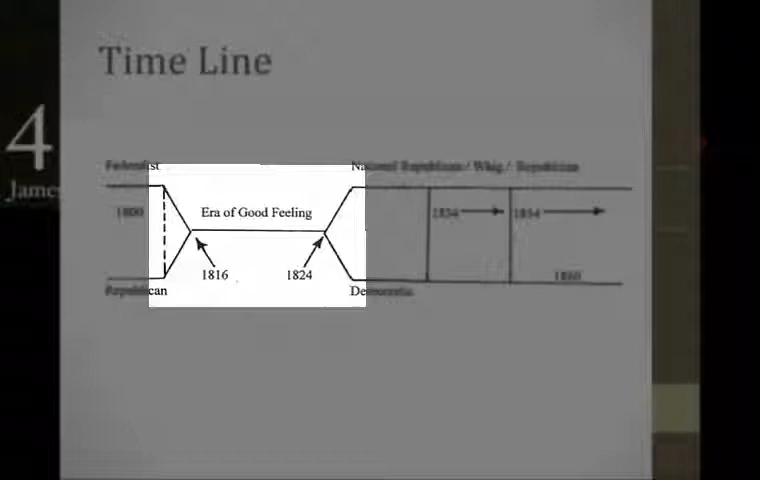 Time Line
4
James
Federalist
National Republican / Whig / Republican
1800
Era of Good Feeling
1834
1854
1816
1824
1860
Republican
Democratic